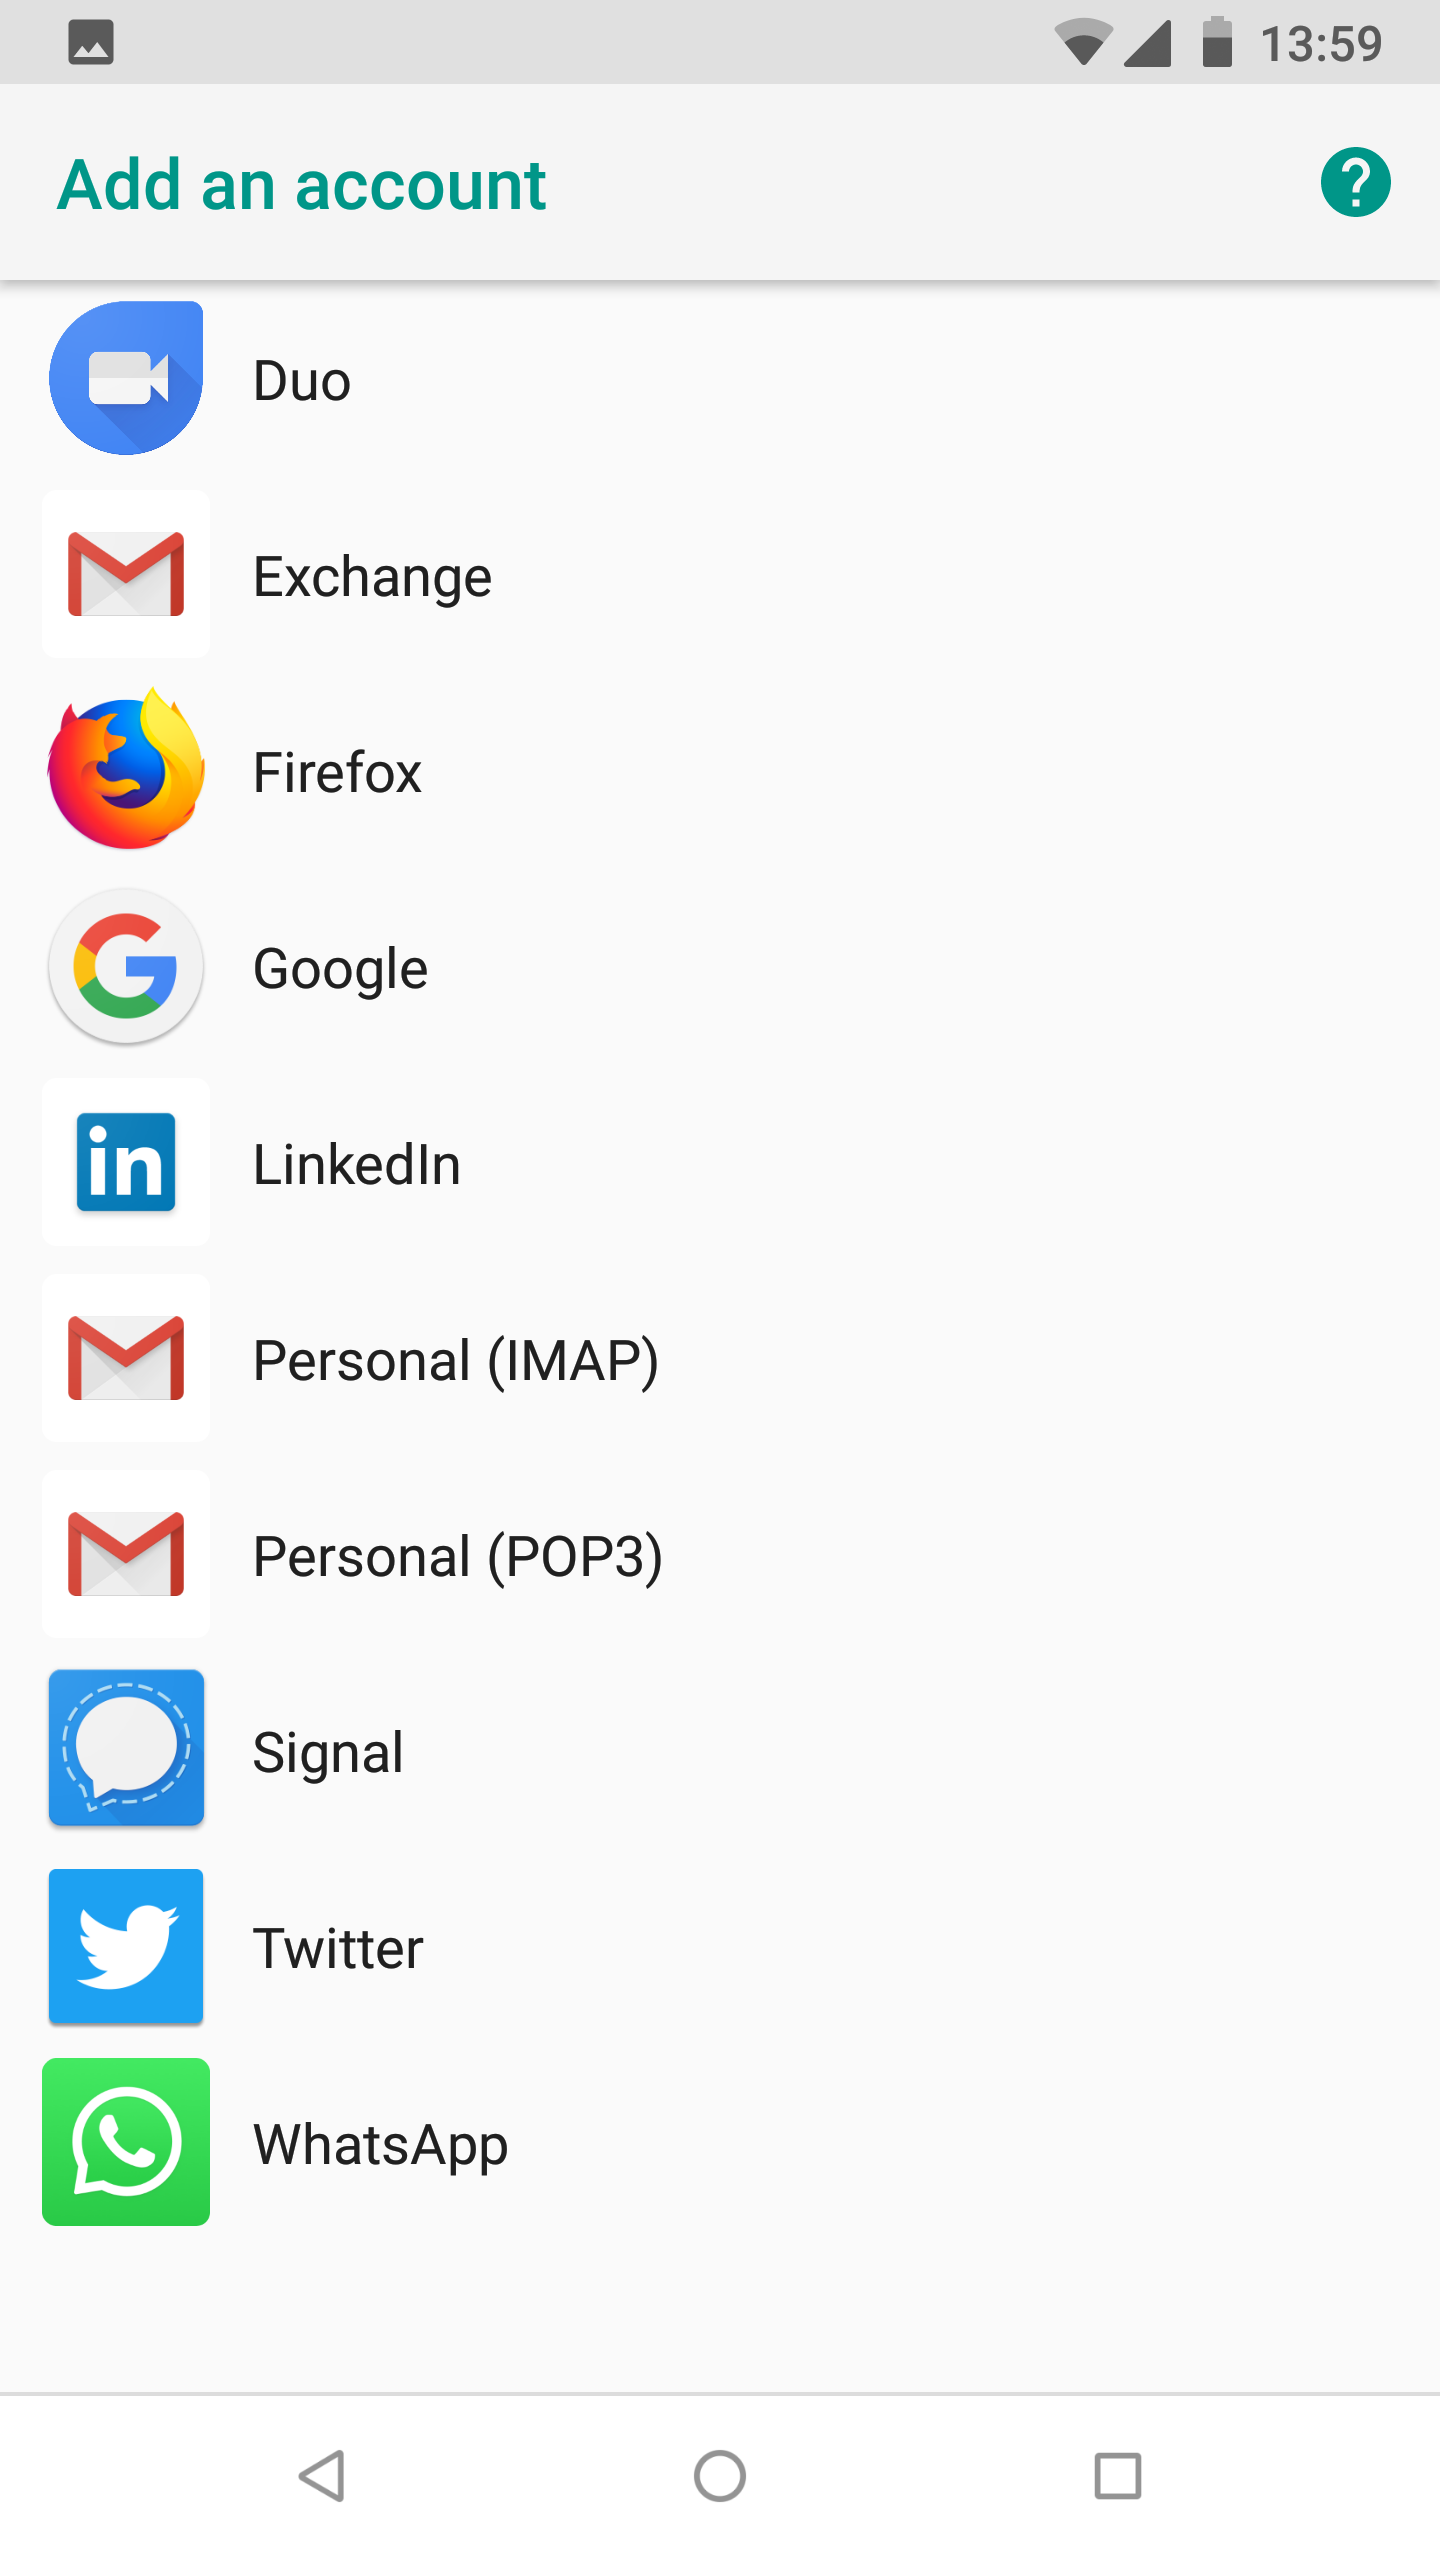 13:59
Add an account
Duo
Exchange
Firefox
Google
in LinkedIn
Personal (IMAP)
Personal (POP3)
Signal
Twitter
WhatsApp